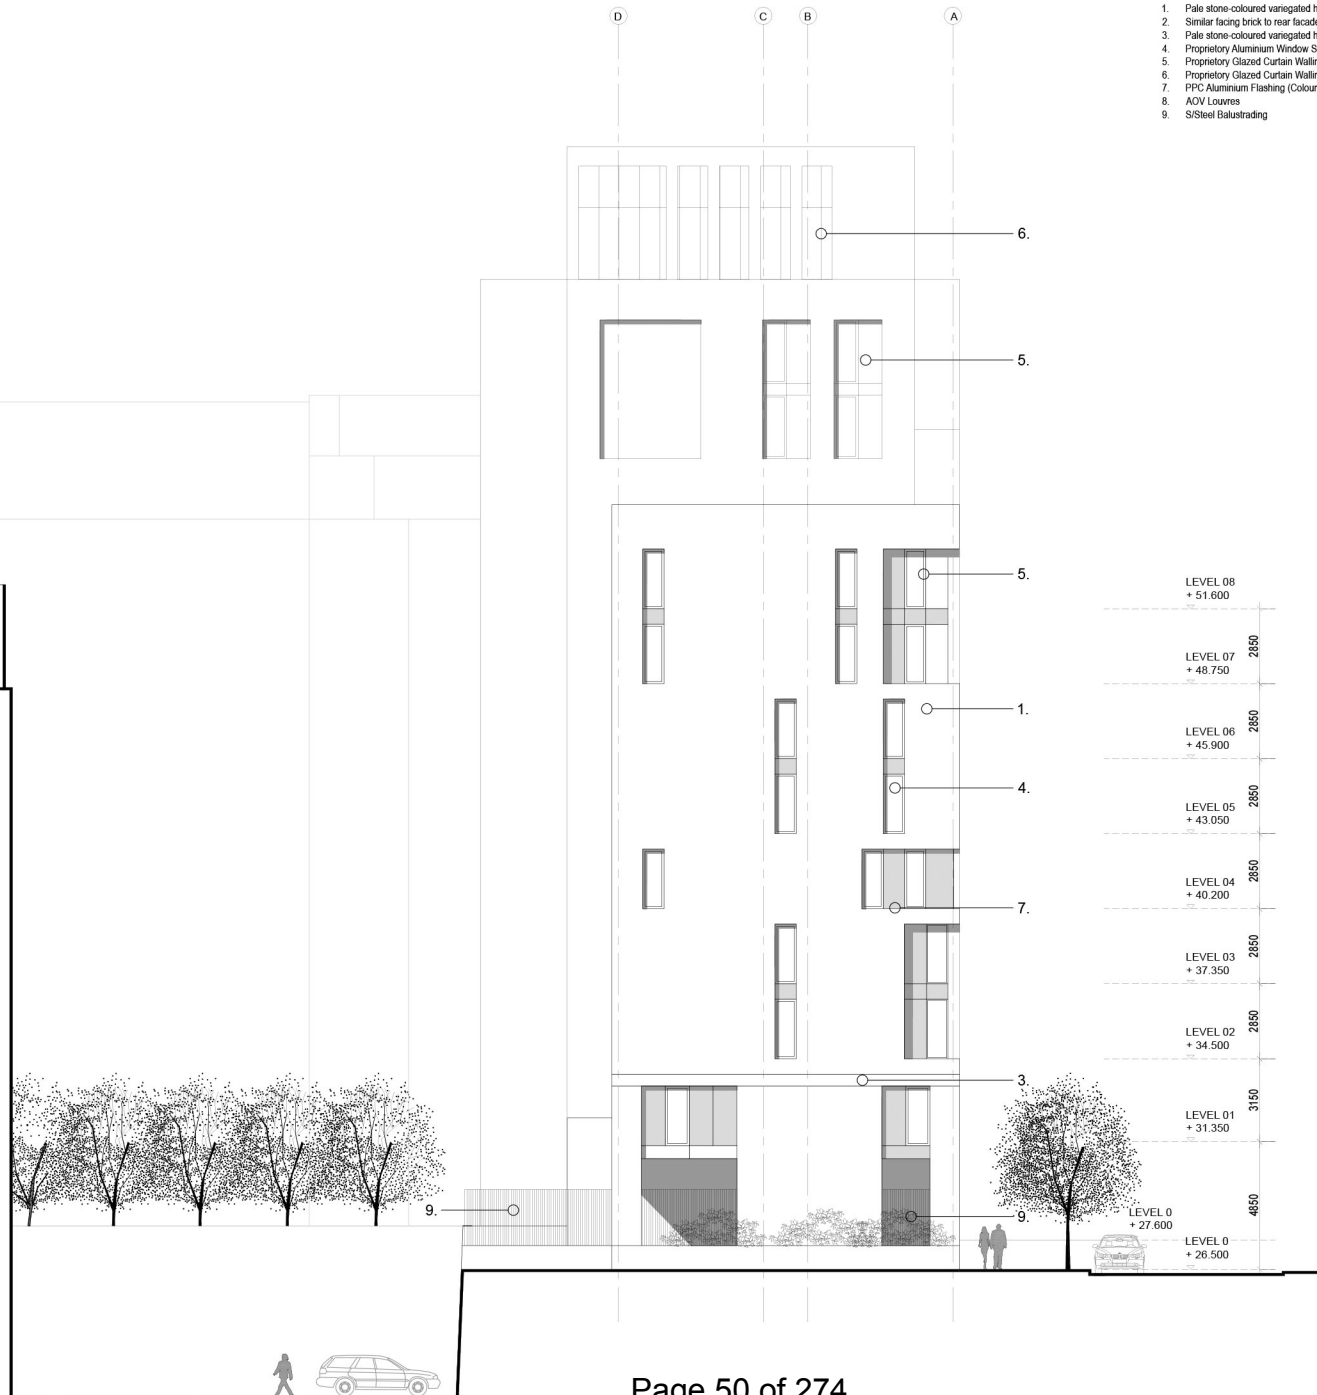 D C B A
1. Pale stone-coloured variegated
2. Similar facing brick to rear facade
3. Pale stone-coloured variegated
4. Proprietory Aluminium Window
5. Proprietory Glazed Curtain
6. Proprietory Glazed Curtain
7. PPC Aluminium Flashing
8. AOV Louvres
9. S/Steel Balustrading
6.
5.
5.
LEVEL 08
+ 51.600
2850
LEVEL 07
+ 48.750
1.
2850
LEVEL 06
+ 45.900
4.
2850
LEVEL 05
+ 43.050
2850
LEVEL 04
+ 40.200
7.
2850
LEVEL 03
+ 37.350
2850
LEVEL 02
+ 34.500
3.
3150
LEVEL 01
+ 31.350
4850
9.
9.
LEVEL 0
+ 27.600
LEVEL 0
+ 26.500
Page 50 of 274